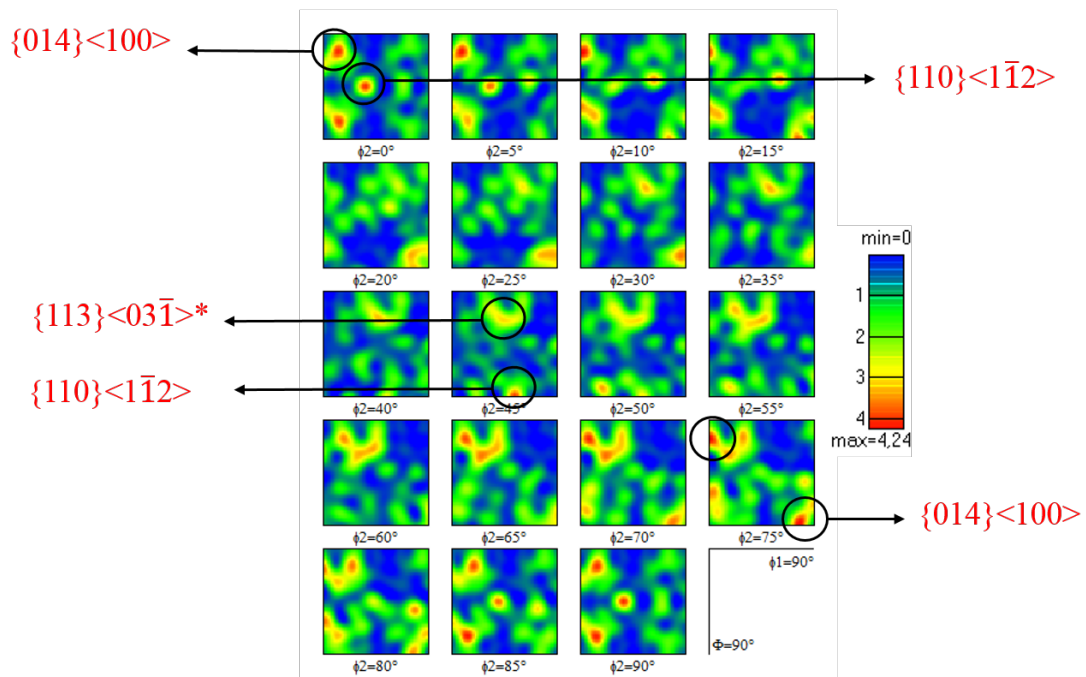 {014}<100>
{110}<11̅2>
ϕ2=0° ϕ2=5° ϕ2=10° ϕ2=15°
ϕ2=20° ϕ2=25° ϕ2=30° ϕ2=35°
min=0
1
2
3
4
max=4,24
{113}<031̅>*
{110}<11̅2>
ϕ2=40° ϕ2=45° ϕ2=50° ϕ2=55°
ϕ2=60° ϕ2=65° ϕ2=70° ϕ2=75°
{014}<100>
ϕ1=90°
Φ=90°
ϕ2=80° ϕ2=85° ϕ2=90°